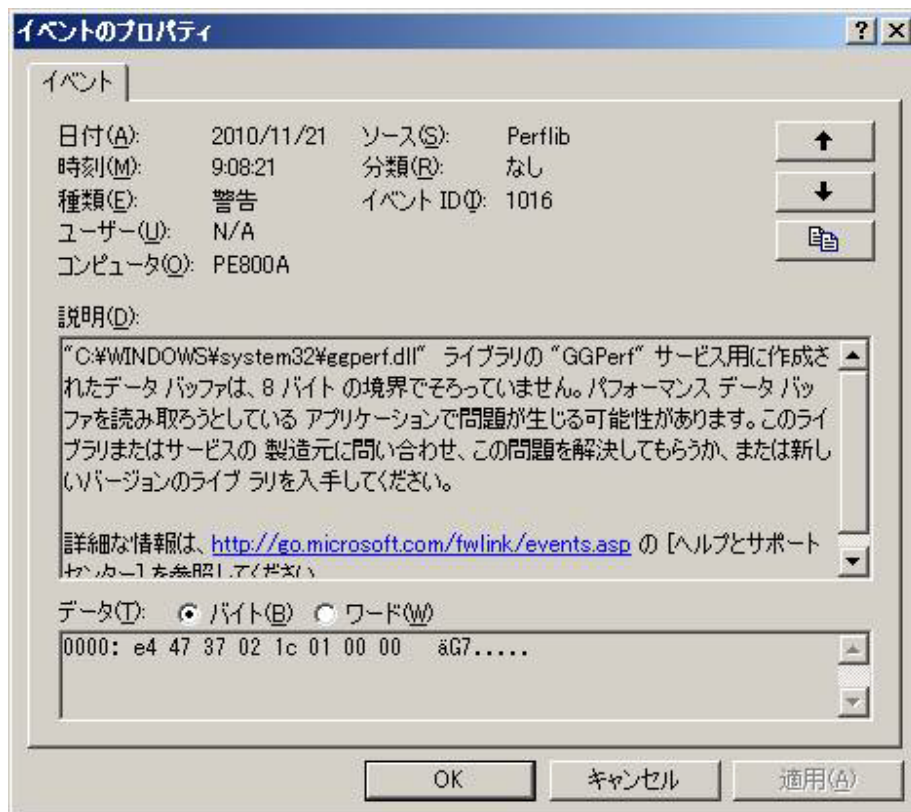 イベントのプロパティ
イベント
日付(A): 2010/11/21 ソース(S): Perflib
時刻(M): 9:08:21 分類(R): なし
種類(E): 警告 イベント ID(I): 1016
ユーザー(U): N/A
コンピュータ(O): PE800A
説明(D):
"C:¥WINDOWS¥system32¥ggperf.dll" ライブラリの "GGPerf" サービス用に作成さ
れたデータ バッファは、8 バイト の境界でそろっていません。パフォーマンス データ バッ
ファを読み取ろうとしている アプリケーションで問題が生じる可能性があります。このライ
ブラリまたはサービスの 製造元に問い合わせ、この問題を解決してもらうか、または新し
いバージョンのライブ ラリを入手してください。
詳細な情報は、http://go.microsoft.com/fwlink/events.asp の [ヘルプとサポート
センター] を参照してください
データ(T): バイト(B) ワード(W)
0000: e4 47 37 02 1c 01 00 00 äG7.....
OK キャンセル 適用(A)